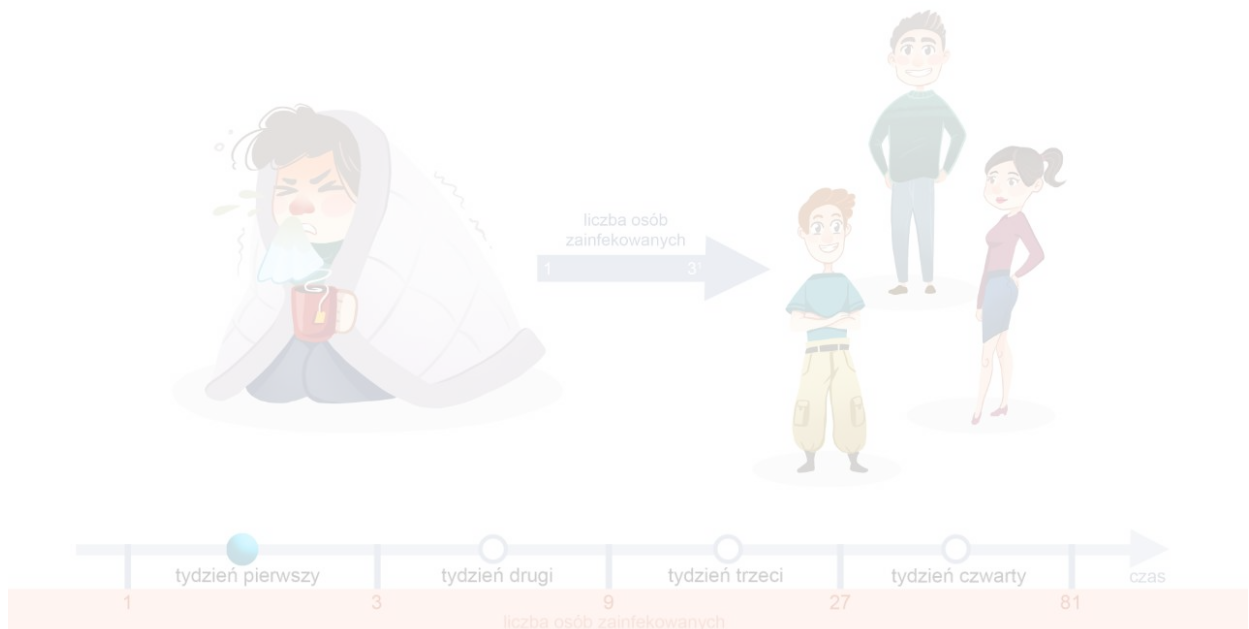 liczba osób
zainfekowanych
1 3¹
tydzień pierwszy tydzień drugi tydzień trzeci tydzień czwarty czas
1 3 9 27 81
liczba osób zainfekowanych